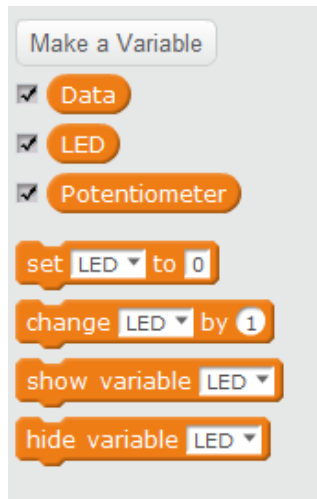 Make a Variable
Data
LED
Potentiometer
set LED to 0
change LED by 1
show variable LED
hide variable LED